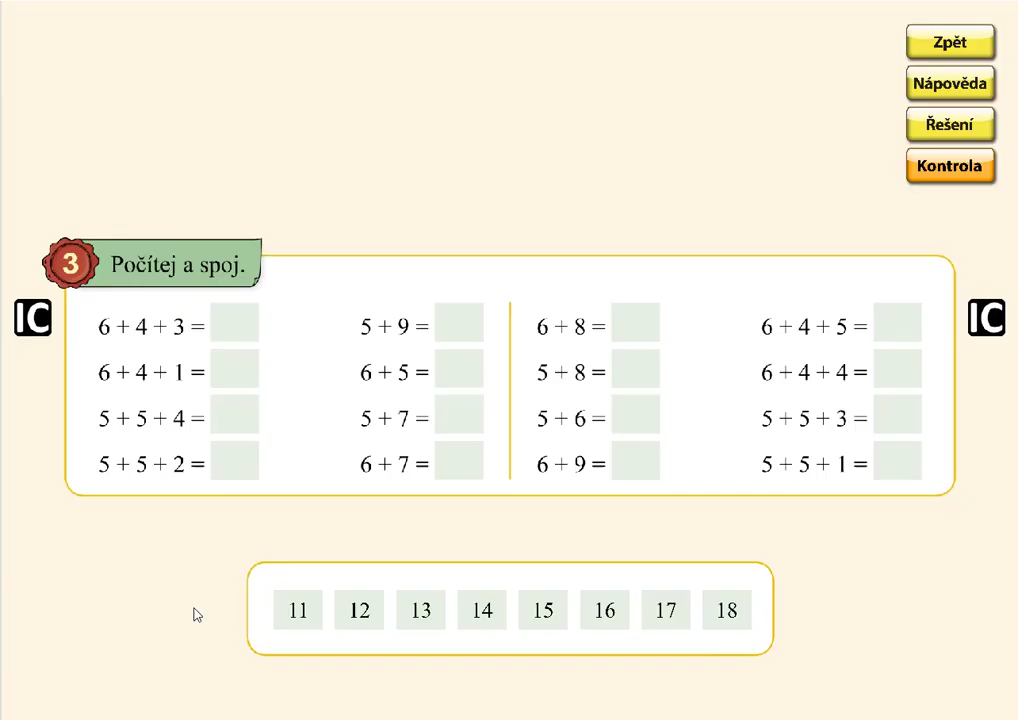 Zpět
Nápověda
Řešení
Kontrola
3 Počítej a spoj.
IC
IC
6 + 4 + 3 = 5 + 9 = 6 + 8 = 6 + 4 + 5 =
6 + 4 + 1 = 6 + 5 = 5 + 8 = 6 + 4 + 4 =
5 + 5 + 4 = 5 + 7 = 5 + 6 = 5 + 5 + 3 =
5 + 5 + 2 = 6 + 7 = 6 + 9 = 5 + 5 + 1 =
11 12 13 14 15 16 17 18